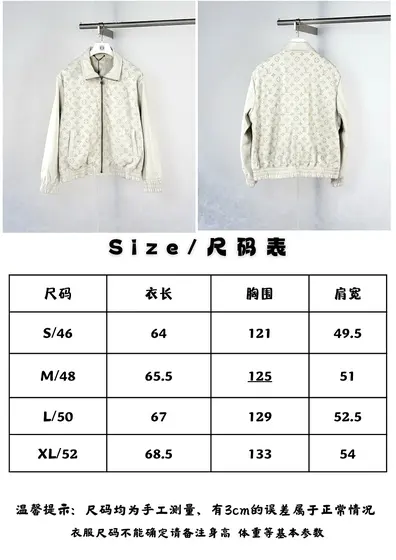 Size/尺码表
尺码 衣长 胸围 肩宽
S/46 64 121 49.5
M/48 65.5 125 51
L/50 67 129 52.5
XL/52 68.5 133 54
温馨提示：尺码均为手工测量、有3cm的误差属于正常情况
衣服尺码不能确定请备注身高 体重等基本参数